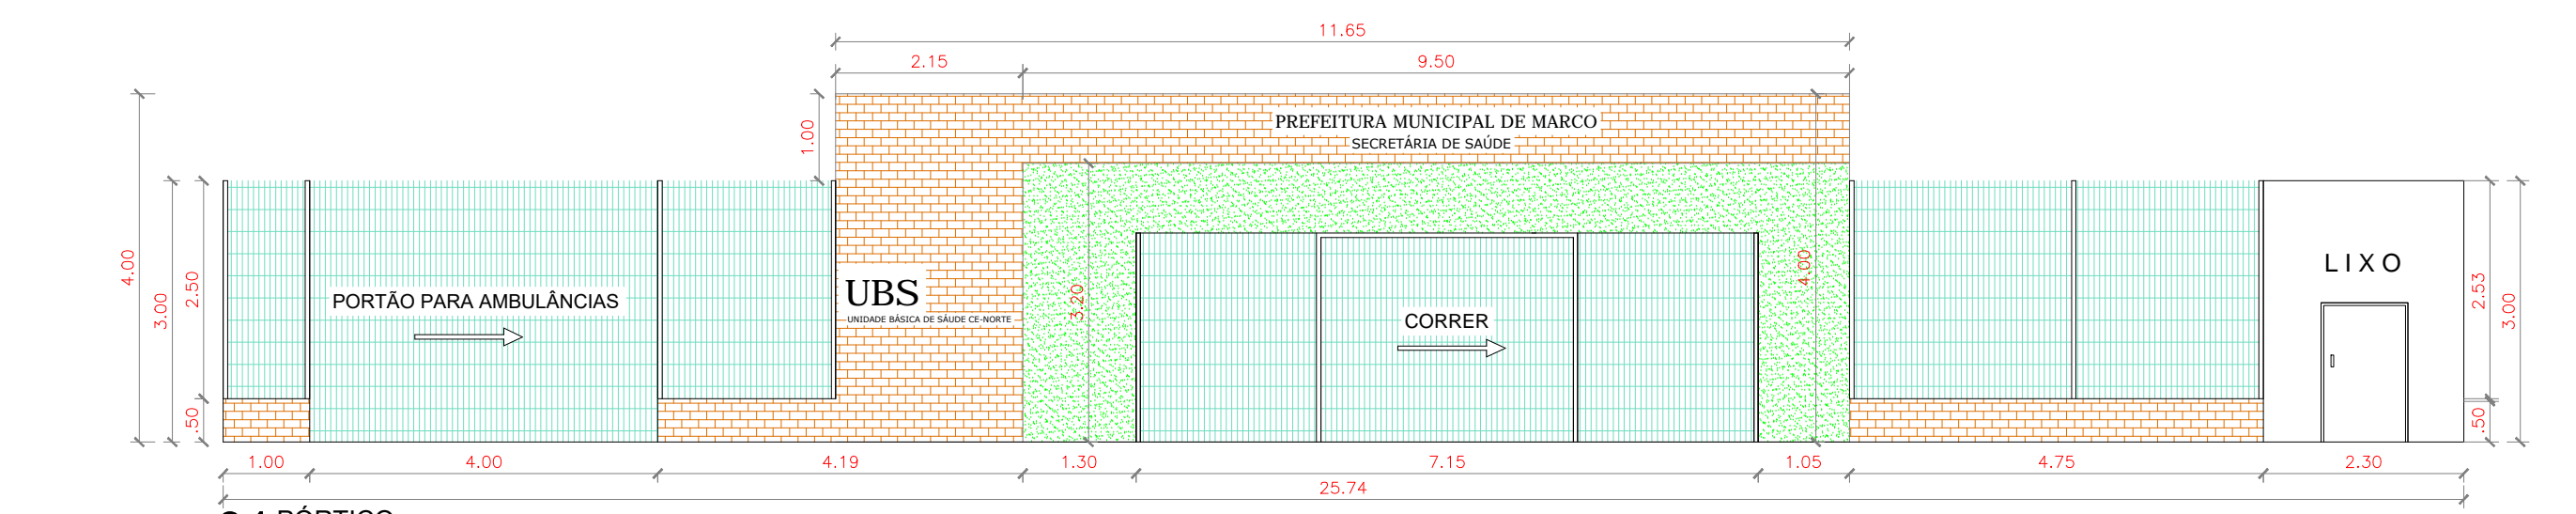 11.65
2.15
9.50
1.00
PREFEITURA MUNICIPAL DE MARCO
SECRETÁRIA DE SAÚDE
4.00
3.00
2.50
.50
PORTÃO PARA AMBULÂNCIAS
UBS
UNIDADE BÁSICA DE SÁUDE CE-NORTE
3.20
CORRER
4.00
LIXO
2.53
3.00
.50
1.00
4.00
4.19
1.30
7.15
1.05
4.75
2.30
25.74
PÓRTICO